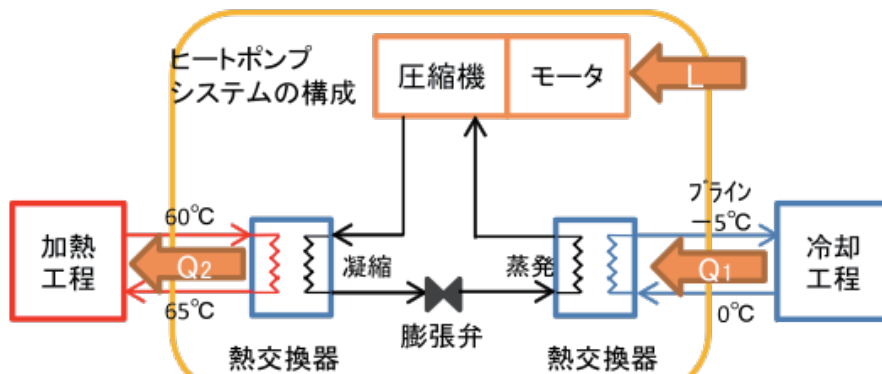 ヒートポンプ
システムの構成
圧縮機
モータ
L
ブライン
-5℃
60℃
加熱
工程
Q2
凝縮
蒸発
Q1
冷却
工程
65℃
0℃
膨張弁
熱交換器
熱交換器